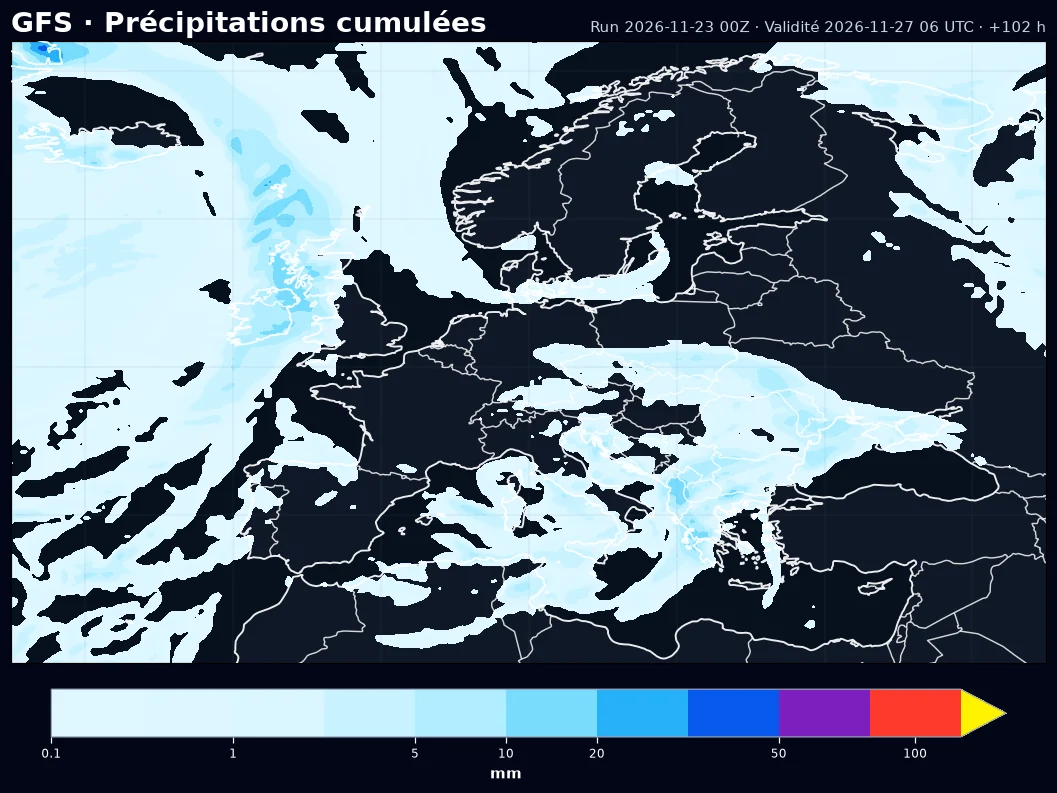 GFS · Précipitations cumulées
Run 2026-11-23 00Z · Validité 2026-11-27 06 UTC · +102 h
0.1 1 5 10 20 50 100
mm